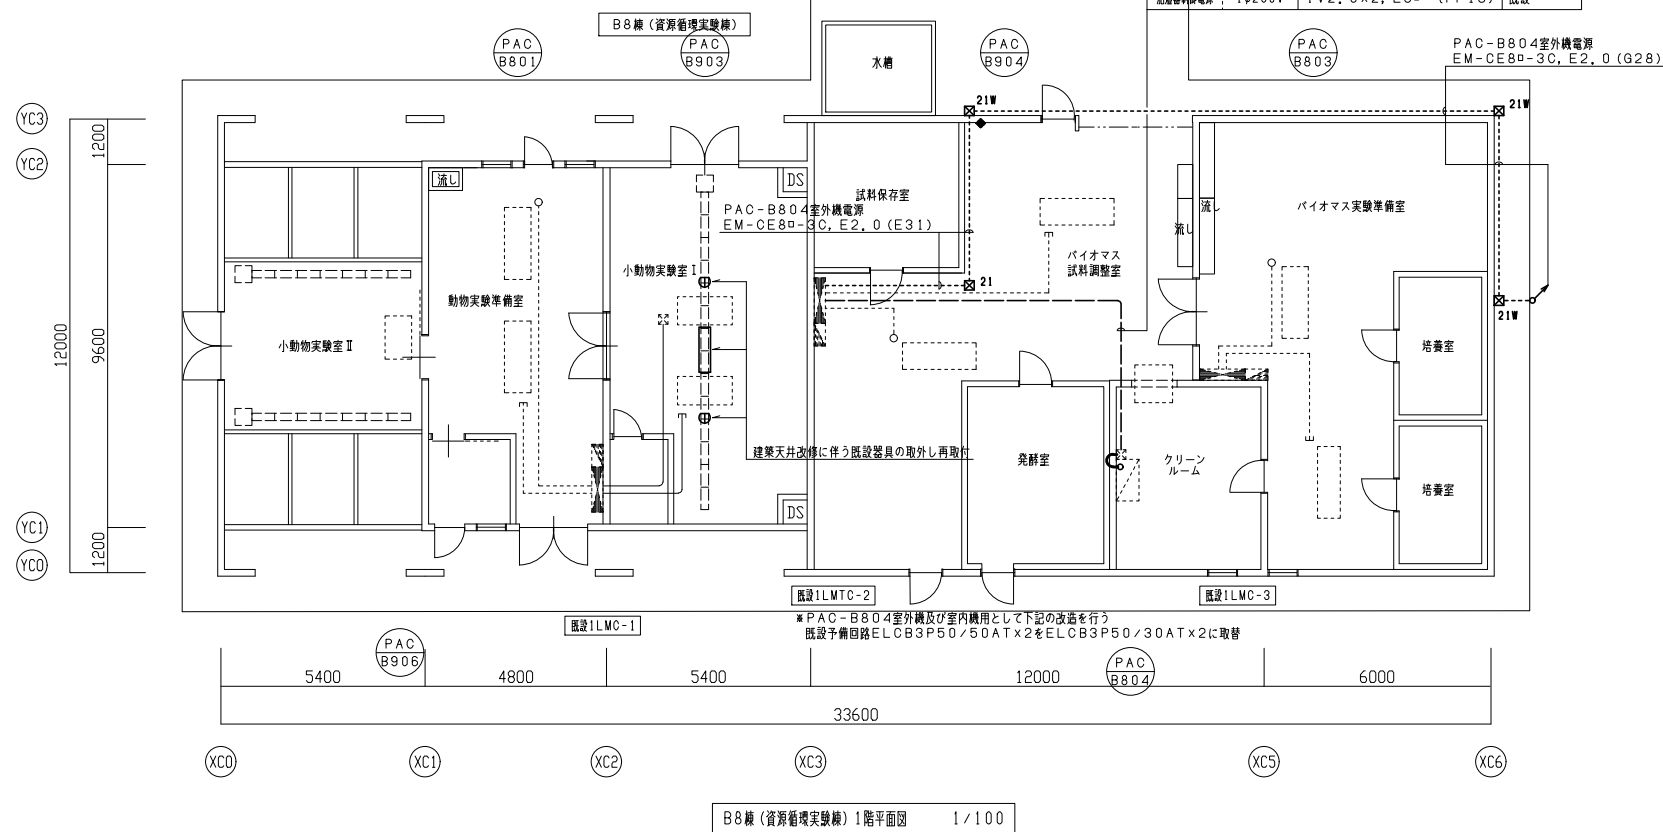 B8棟(資源循環実験棟)
1φ200V
既設
PAC
B801
PAC
B903
PAC
B904
PAC
B803
PAC-B804室外機電源
EM-CE8□-3C, E2.0(G28)
水槽
21W
21W
YC3
YC2
YC1
YC0
1200
9600
1200
12000
流し
DS
試料保存室
流し
流し
バイオマス実験準備室
PAC-B804室外機電源
EM-CE8□-3C, E2.0(E31)
バイオマス
試料調整室
小動物実験室Ⅰ
動物実験準備室
21
21W
小動物実験室Ⅱ
培養室
建築天井改修に伴う既設器具の取外し再取付
発酵室
クリーン
ルーム
培養室
DS
既設1LMTC-2
既設1LMC-3
既設1LMC-1
※PAC-B804室外機及び室内機用として下記の改造を行う
既設予備回路ELCB3P50/50AT×2をELCB3P50/30AT×2に取替
PAC
B906
PAC
B804
5400
4800
5400
12000
6000
33600
XC0
XC1
XC2
XC3
XC5
XC6
B8棟(資源循環実験棟)1階平面図 1/100